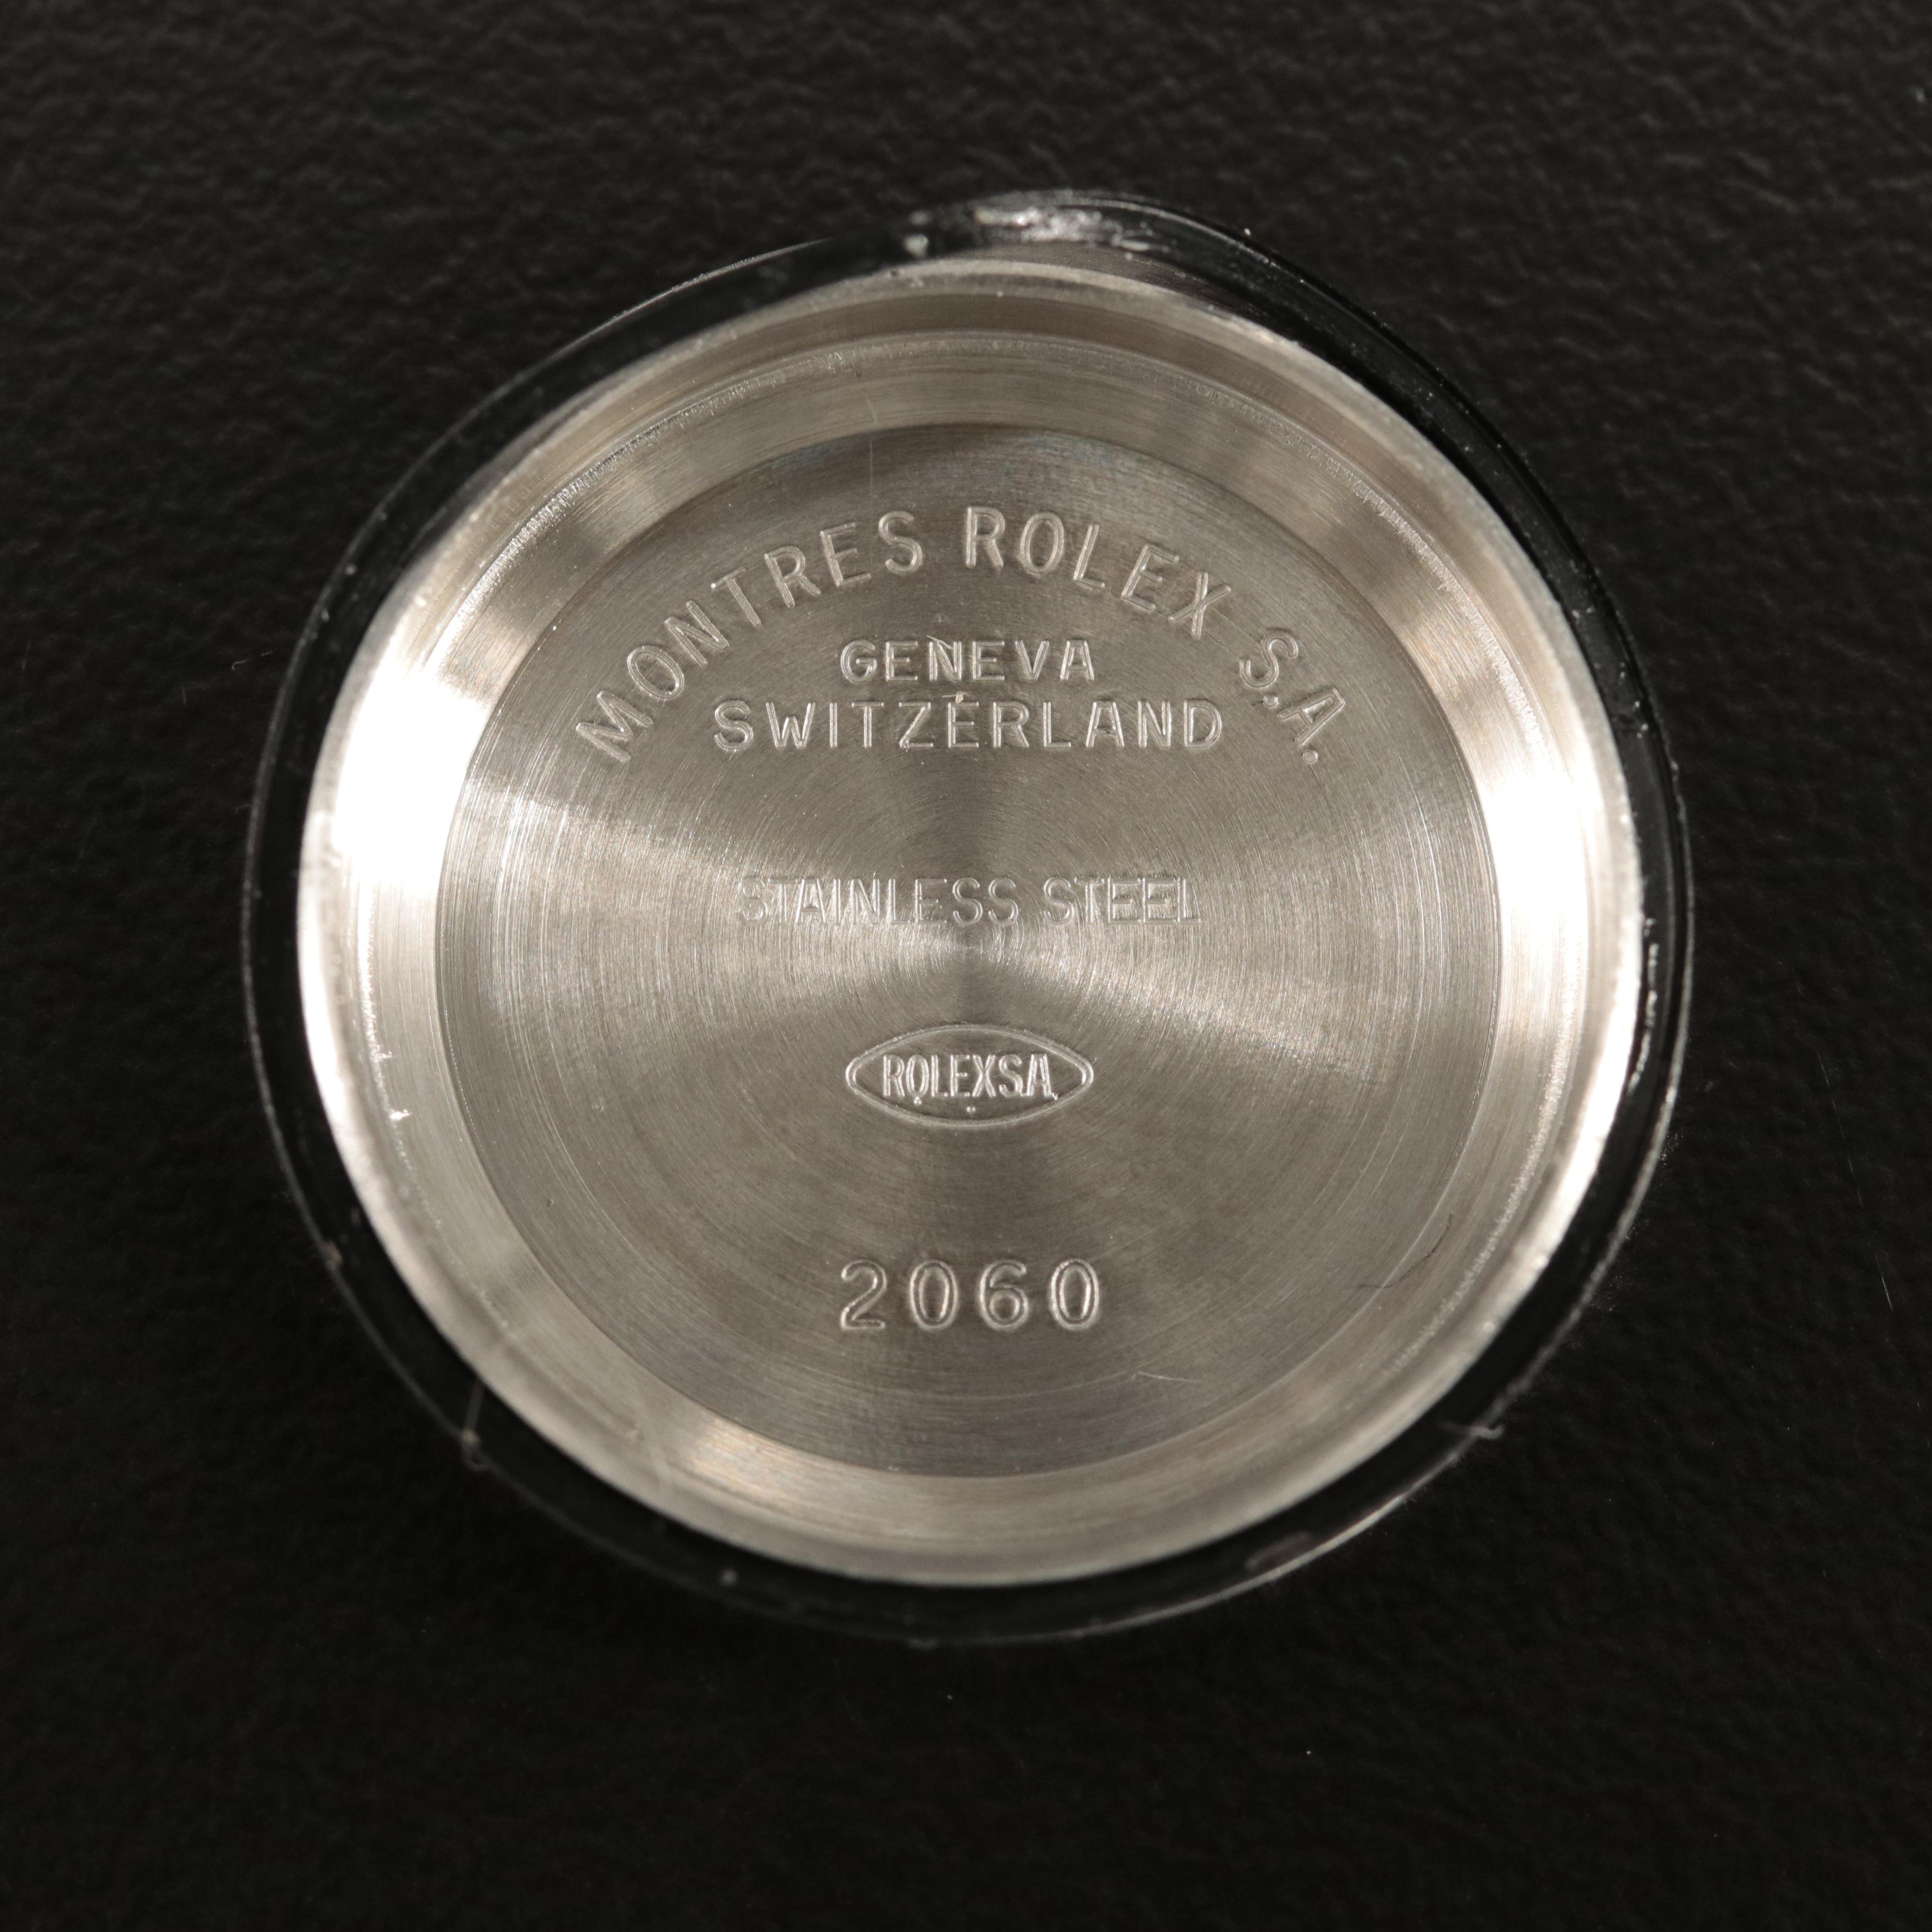 MONTRES ROLEX S.A.
GENEVA
SWITZERLAND
STAINLESS STEEL
ROLEXSA
2060